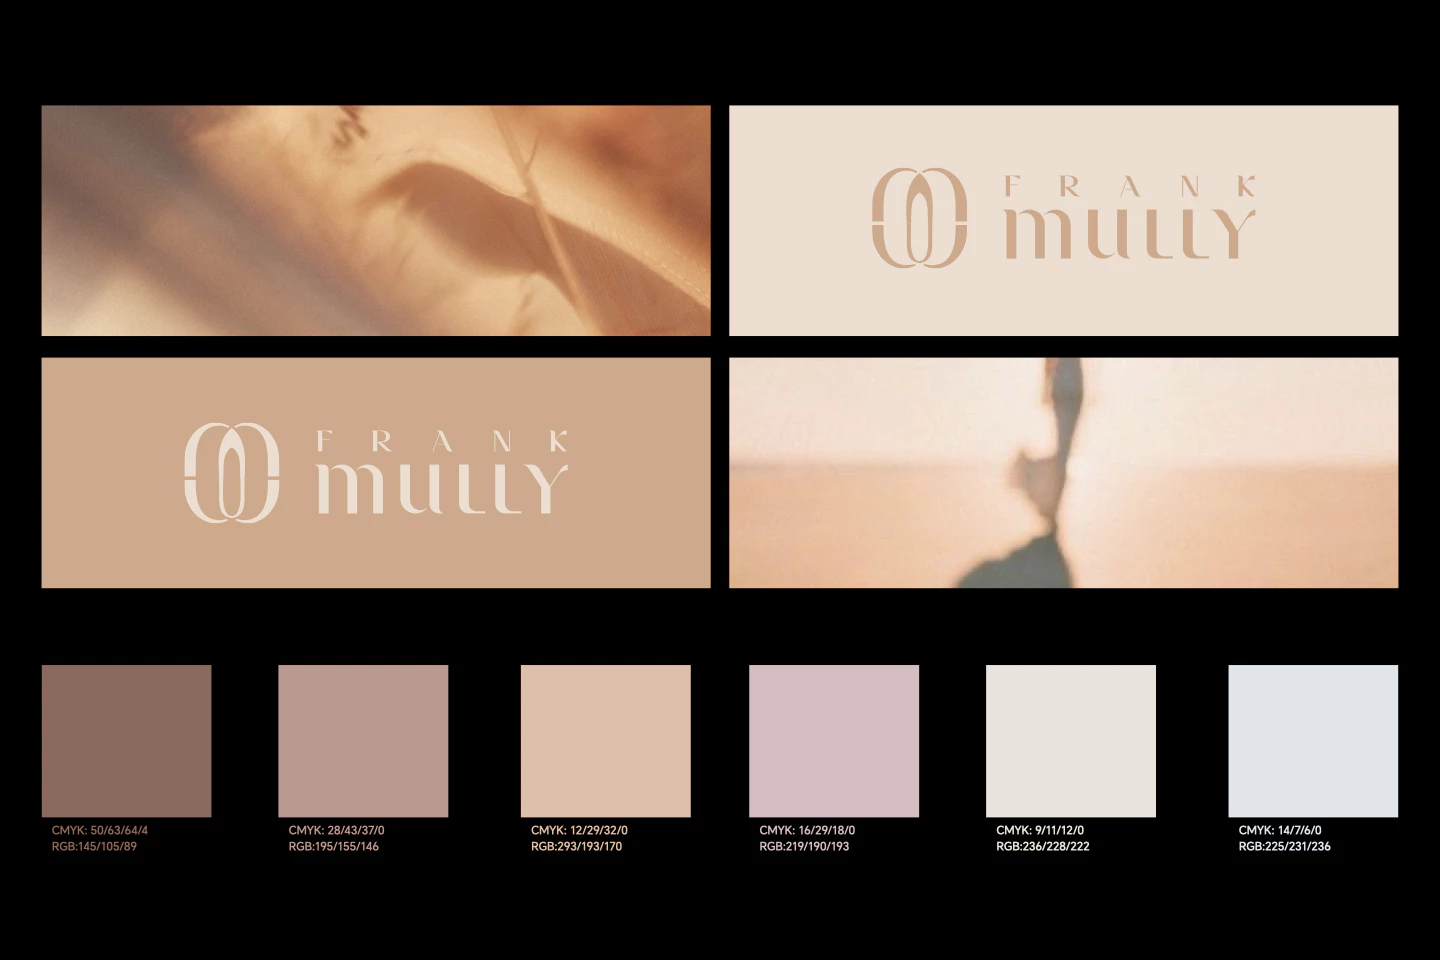 FRANK
mully
FRANK
mully
CMYK: 50/63/64/4
RGB:145/105/89
CMYK: 28/43/37/0
RGB:195/155/146
CMYK: 12/29/32/0
RGB:293/193/170
CMYK: 16/29/18/0
RGB:219/190/193
CMYK: 9/11/12/0
RGB:236/228/222
CMYK: 14/7/6/0
RGB:225/231/236